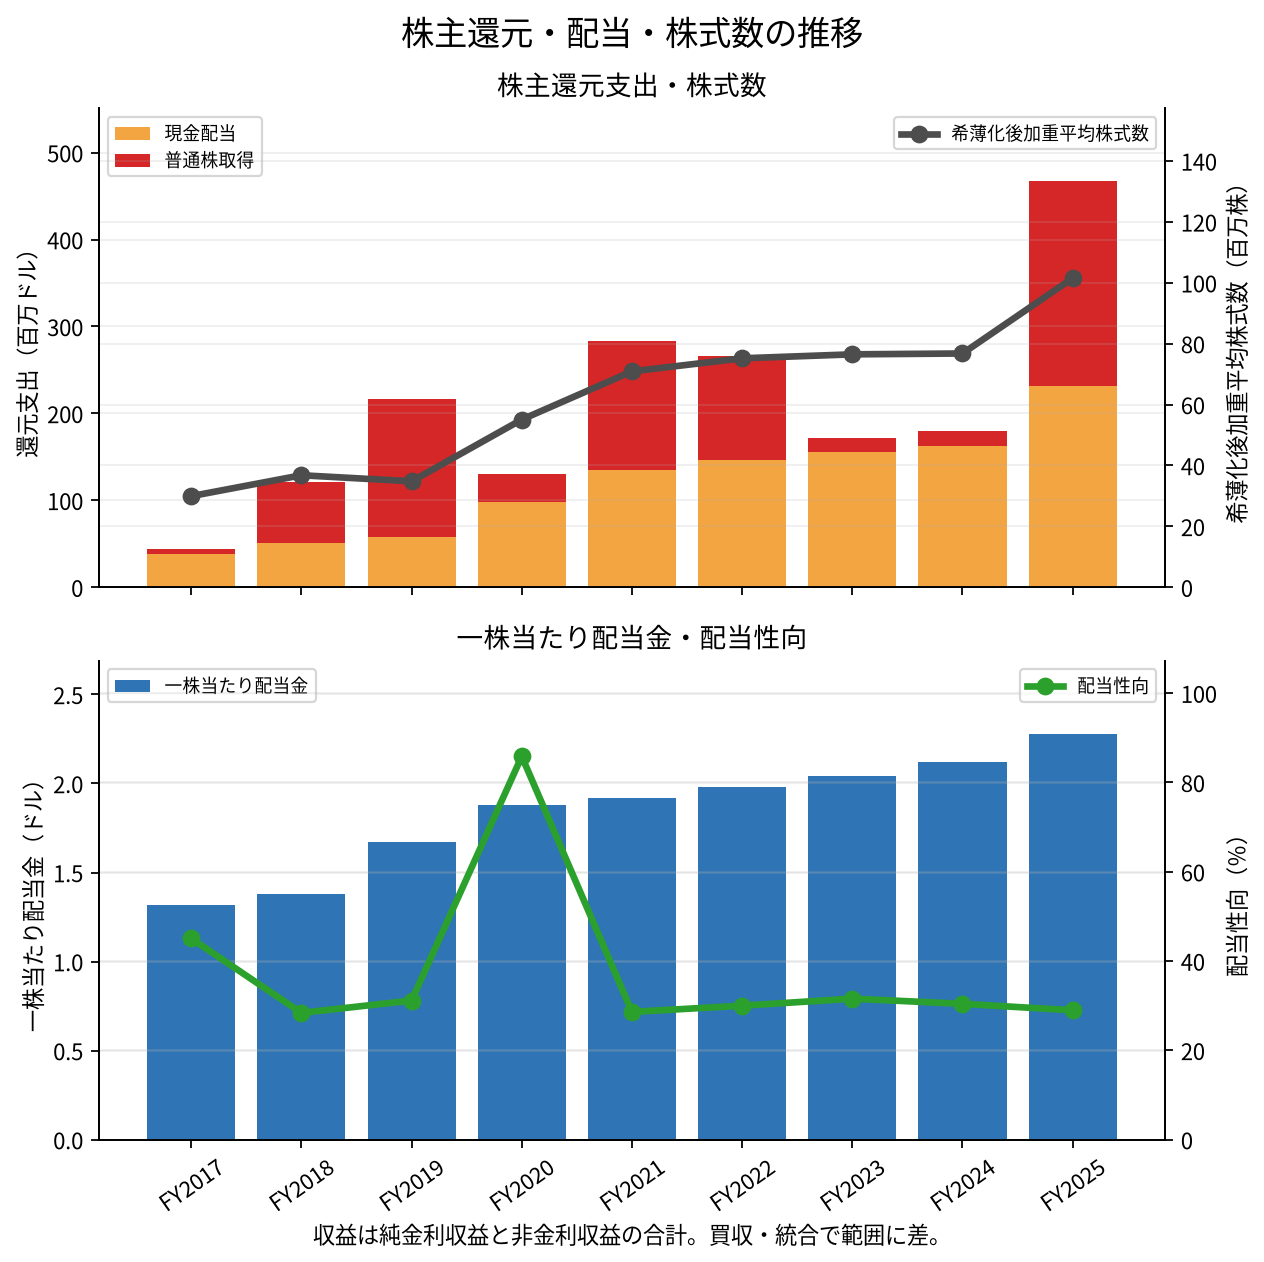 株主還元・配当・株式数の推移
株主還元支出・株式数
現金配当
普通株取得
希薄化後加重平均株式数
還元支出（百万ドル）
500
400
300
200
100
0
希薄化後加重平均株式数（百万株）
140
120
100
80
60
40
20
0
一株当たり配当金・配当性向
一株当たり配当金
配当性向
一株当たり配当金（ドル）
2.5
2.0
1.5
1.0
0.5
0.0
配当性向（%）
100
80
60
40
20
0
FY2017
FY2018
FY2019
FY2020
FY2021
FY2022
FY2023
FY2024
FY2025
収益は純金利収益と非金利収益の合計。買収・統合で範囲に差。